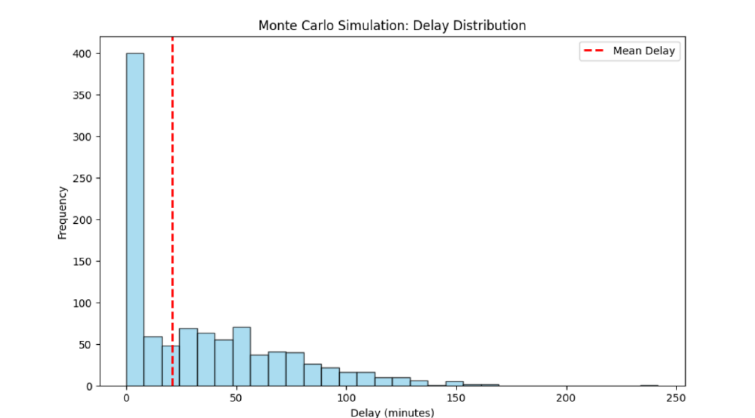 Monte Carlo Simulation: Delay Distribution
Mean Delay
400
350
300
250
200
150
100
50
0
Frequency
0 50 100 150 200 250
Delay (minutes)